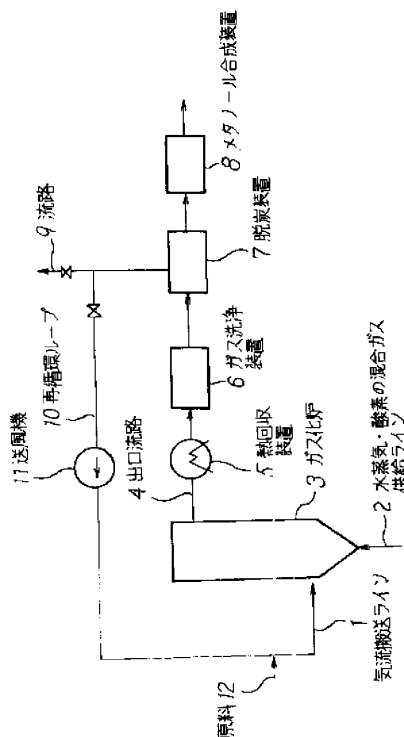 9 流路
10 再循環ループ
11 送風機
8 メタノール合成装置
7 脱炭装置
6 ガス洗浄
装置
5 熱回収
装置
4 出口流路
3 ガス化炉
2 水蒸気・酸素の混合ガス
供給ライン
1
気流搬送ライン
原料 12